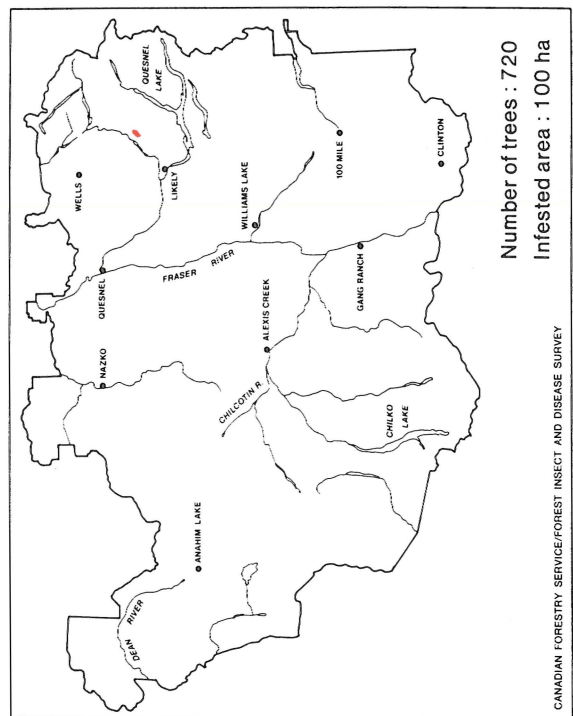 QUESNEL
LAKE
WELLS
LIKELY
QUESNEL
NAZKO
FRASER RIVER
WILLIAMS LAKE
100 MILE
CLINTON
ALEXIS CREEK
GANG RANCH
CHILCOTIN R.
CHILKO
LAKE
ANAHIM LAKE
DEAN RIVER
Number of trees : 720
Infested area : 100 ha
CANADIAN FORESTRY SERVICE/FOREST INSECT AND DISEASE SURVEY